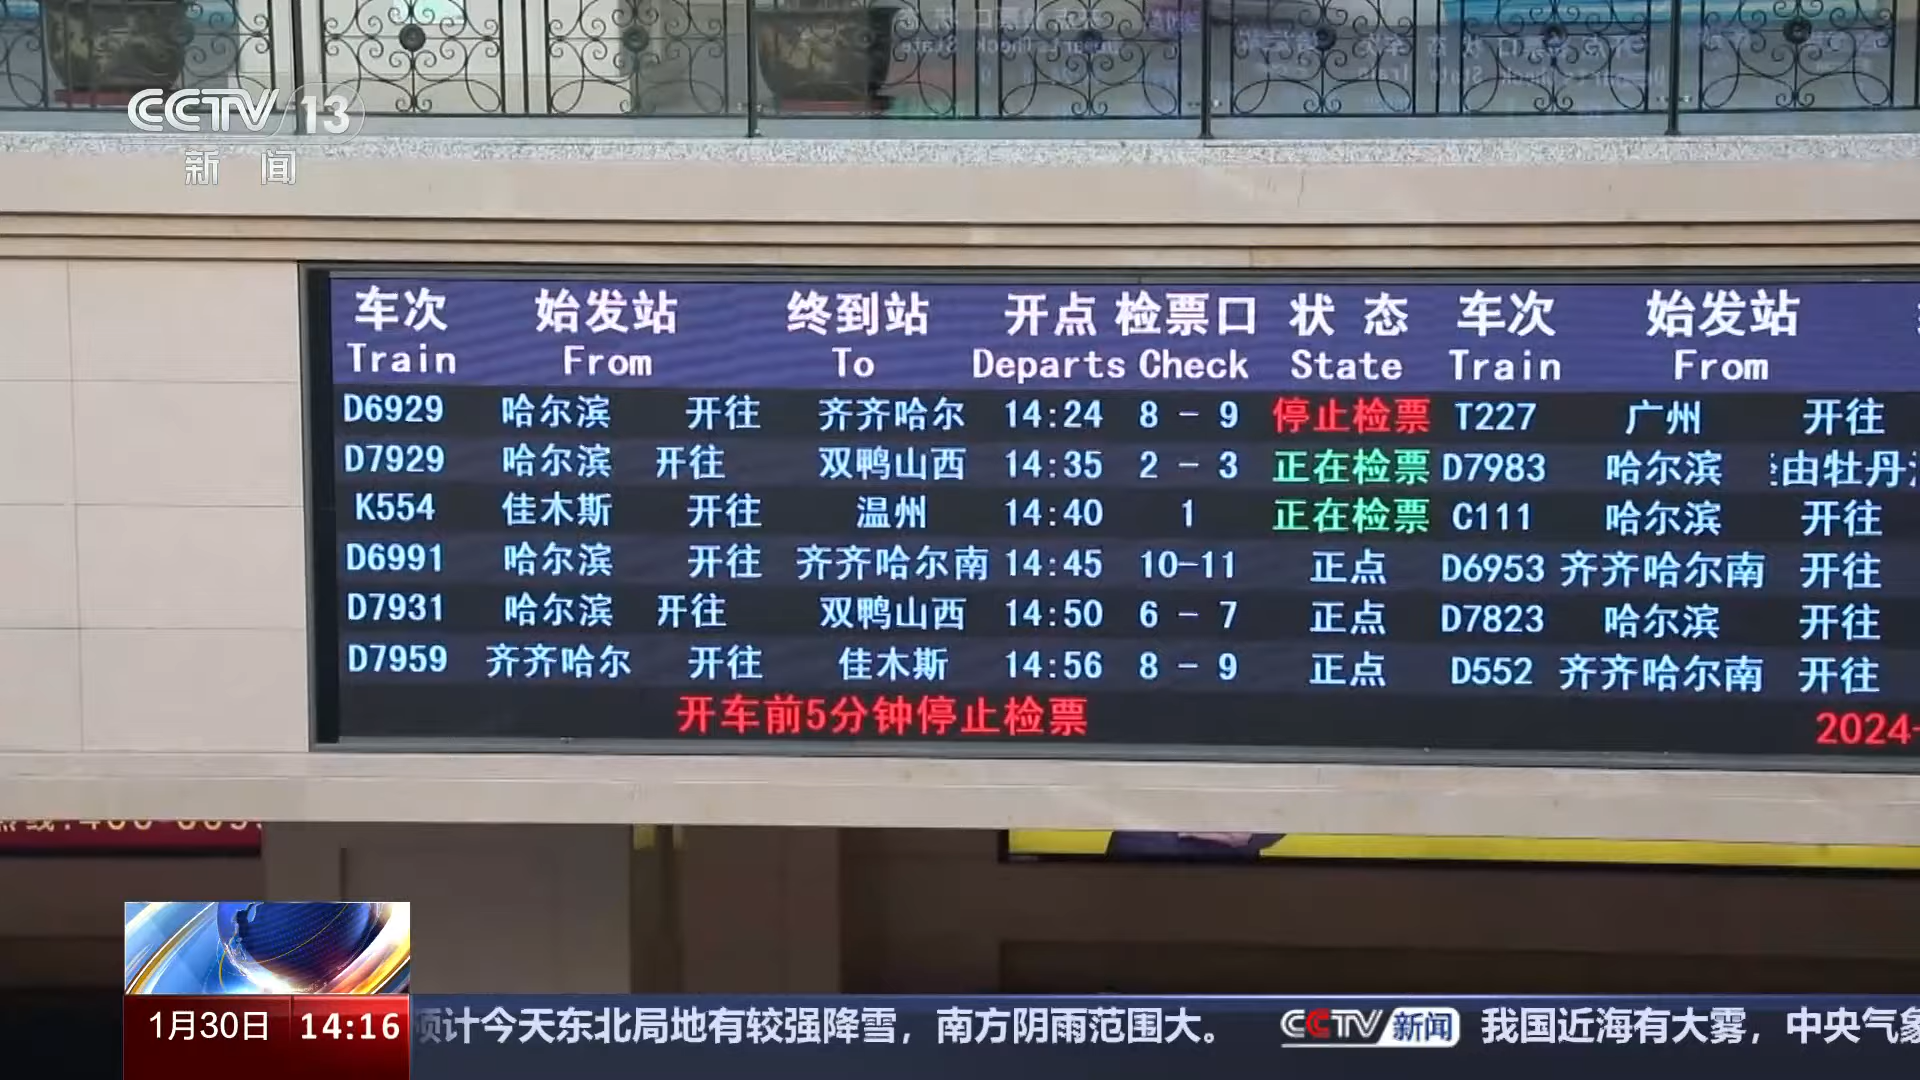 CCTV 13
新闻
车次 始发站 终到站 开点 检票口 状态 车次 始发站
Train From To Departs Check State Train From
D6929 哈尔滨 开往 齐齐哈尔 14:24 8 - 9 停止检票 T227 广州 开往
D7929 哈尔滨 开往 双鸭山西 14:35 2 - 3 正在检票 D7983 哈尔滨 由牡丹
K554 佳木斯 开往 温州 14:40 1 正在检票 C111 哈尔滨 开往
D6991 哈尔滨 开往 齐齐哈尔南 14:45 10-11 正点 D6953 齐齐哈尔南 开往
D7931 哈尔滨 开往 双鸭山西 14:50 6 - 7 正点 D7823 哈尔滨 开往
D7959 齐齐哈尔 开往 佳木斯 14:56 8 - 9 正点 D552 齐齐哈尔南 开往
开车前5分钟停止检票 2024-
1月30日 14:16 预计今天东北局地有较强降雪，南方阴雨范围大。 CCTV新闻 我国近海有大雾，中央气象